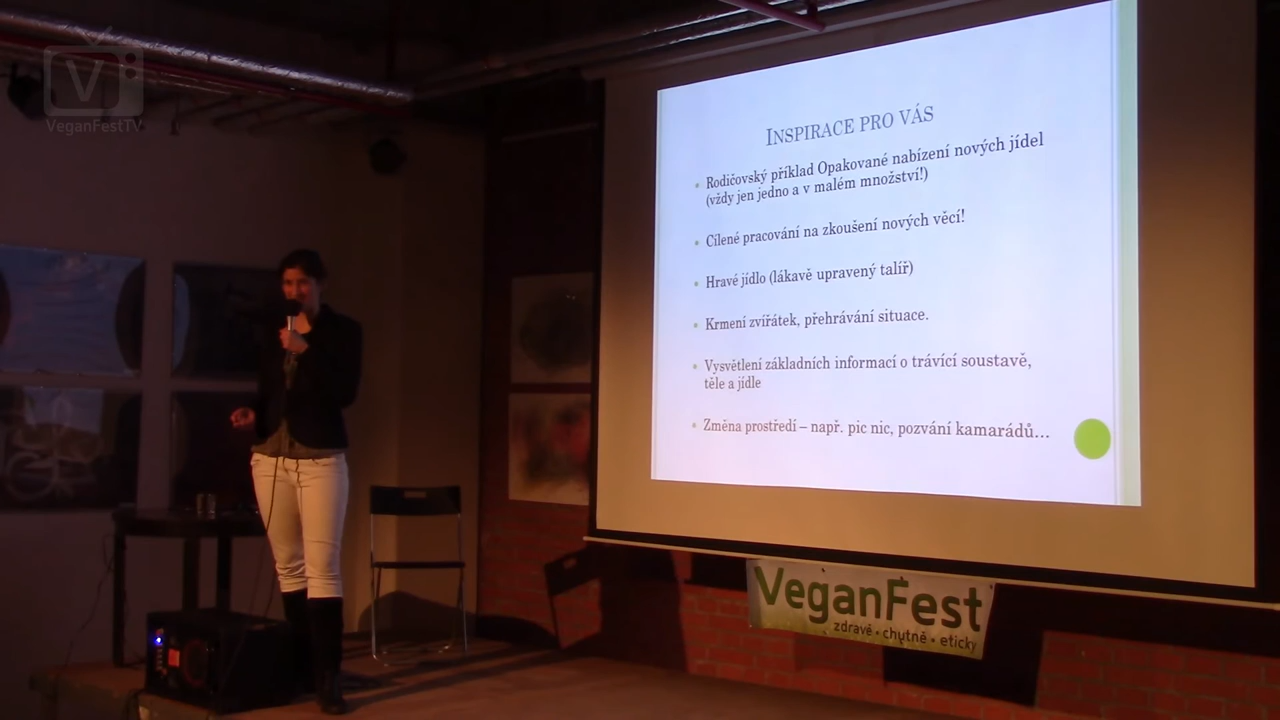 V
VeganFestTV
INSPIRACE PRO VÁS
Rodičovský příklad Opakované nabízení nových jídel
(vždy jen jedno a v malém množství!)
Cílené pracování na zkoušení nových věcí!
Hravé jídlo (lákavě upravený talíř)
Krmení zvířátek, přehrávání situace.
Vysvětlení základních informací o trávící soustavě,
těle a jídle
Změna prostředí – např. pic nic, pozvání kamarádů...
VeganFest
zdravě • chutně • eticky